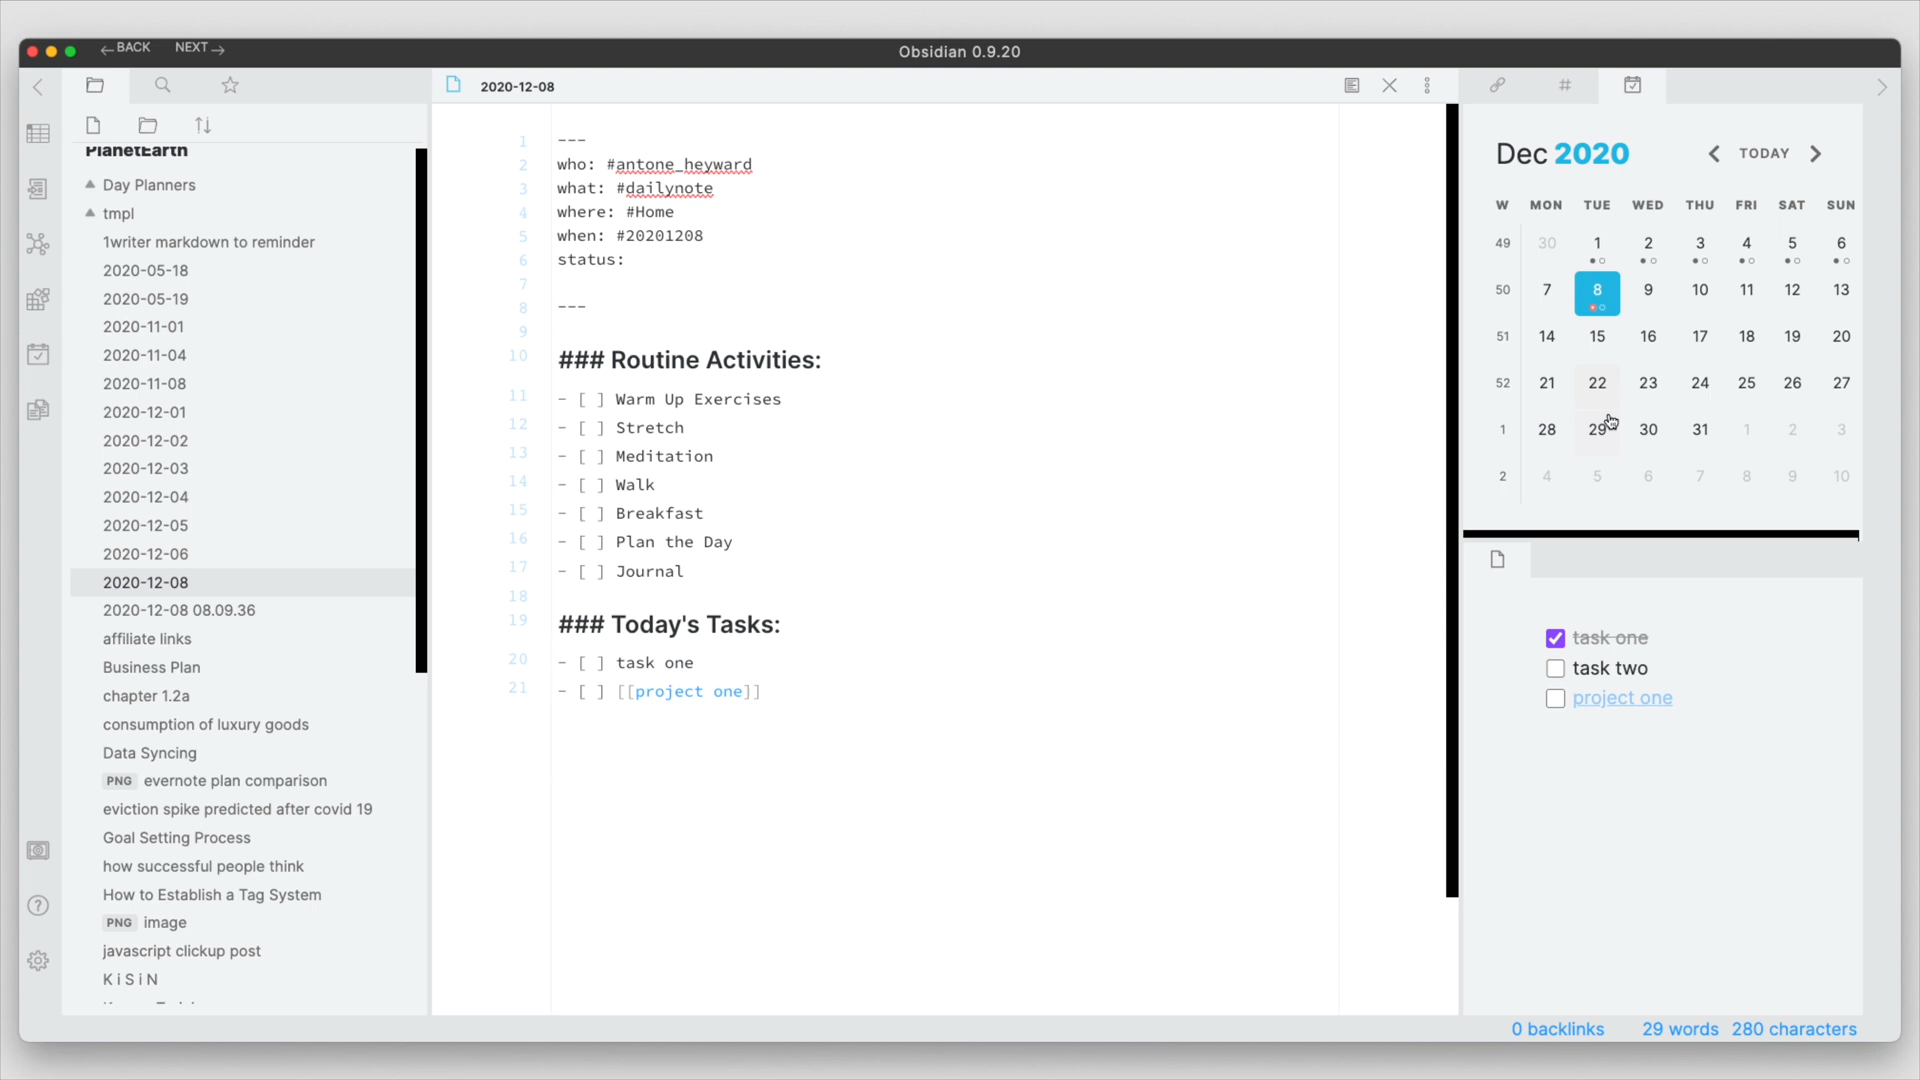 BACK NEXT
Obsidian 0.9.20
2020-12-08
PlanetEarth
Day Planners
tmpl
1writer markdown to reminder
2020-05-18
2020-05-19
2020-11-01
2020-11-04
2020-11-08
2020-12-01
2020-12-02
2020-12-03
2020-12-04
2020-12-05
2020-12-06
2020-12-08
2020-12-08 08.09.36
affiliate links
Business Plan
chapter 1.2a
consumption of luxury goods
Data Syncing
PNG evernote plan comparison
eviction spike predicted after covid 19
Goal Setting Process
how successful people think
How to Establish a Tag System
PNG image
javascript clickup post
K i S i N
1 ---
2 who: #antone_heyward
3 what: #dailynote
4 where: #Home
5 when: #20201208
6 status:
7
8 ---
9
10 ### Routine Activities:
11 - [ ] Warm Up Exercises
12 - [ ] Stretch
13 - [ ] Meditation
14 - [ ] Walk
15 - [ ] Breakfast
16 - [ ] Plan the Day
17 - [ ] Journal
18
19 ### Today's Tasks:
20 - [ ] task one
21 - [ ] [[project one]]
Dec 2020 TODAY
W MON TUE WED THU FRI SAT SUN
49 30 1 2 3 4 5 6
50 7 8 9 10 11 12 13
51 14 15 16 17 18 19 20
52 21 22 23 24 25 26 27
1 28 29 30 31 1 2 3
2 4 5 6 7 8 9 10
task one
task two
project one
0 backlinks 29 words 280 characters